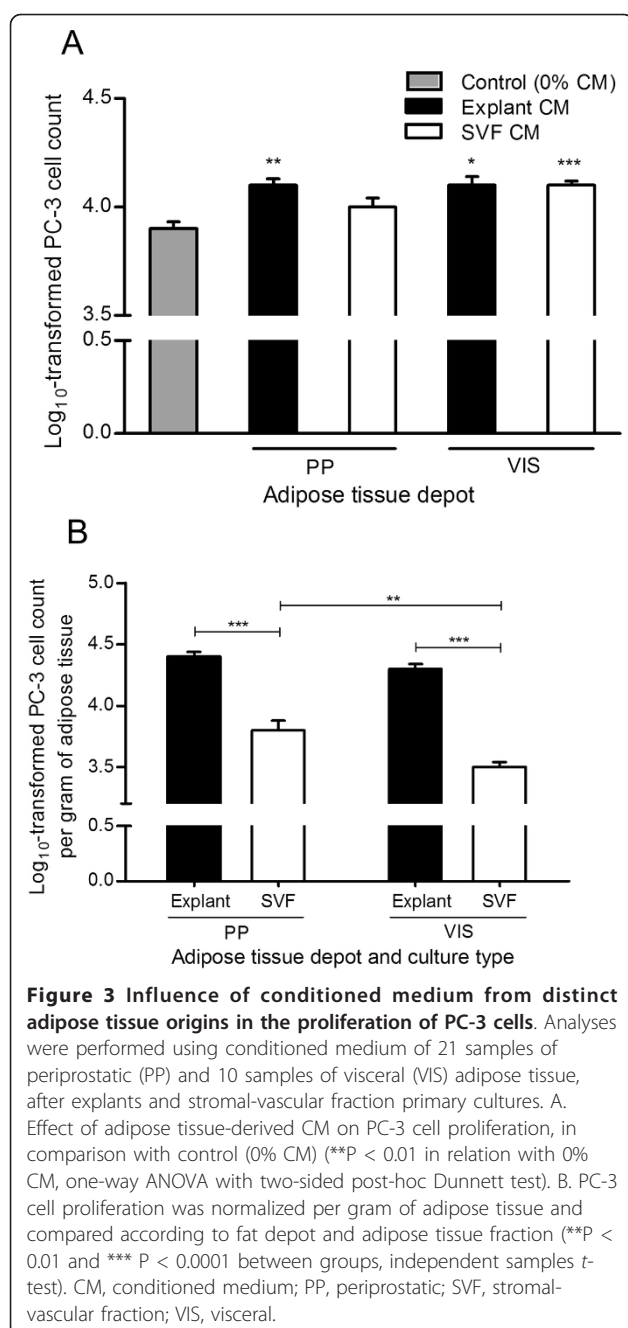 A
Control (0% CM)
Explant CM
SVF CM
4.5
4.0
3.5
0.5
0.0
Log10-transformed PC-3 cell count
**
*
***
PP
VIS
Adipose tissue depot
B
5.0
4.5
4.0
3.5
0.5
0.0
Log10-transformed PC-3 cell count
per gram of adipose tissue
***
**
***
Explant SVF Explant SVF
PP VIS
Adipose tissue depot and culture type
Figure 3 Influence of conditioned medium from distinct
adipose tissue origins in the proliferation of PC-3 cells. Analyses
were performed using conditioned medium of 21 samples of
periprostatic (PP) and 10 samples of visceral (VIS) adipose tissue,
after explants and stromal-vascular fraction primary cultures. A.
Effect of adipose tissue-derived CM on PC-3 cell proliferation, in
comparison with control (0% CM) (**P < 0.01 in relation with 0%
CM, one-way ANOVA with two-sided post-hoc Dunnett test). B. PC-3
cell proliferation was normalized per gram of adipose tissue and
compared according to fat depot and adipose tissue fraction (**P <
0.01 and *** P < 0.0001 between groups, independent samples t-
test). CM, conditioned medium; PP, periprostatic; SVF, stromal-
vascular fraction; VIS, visceral.